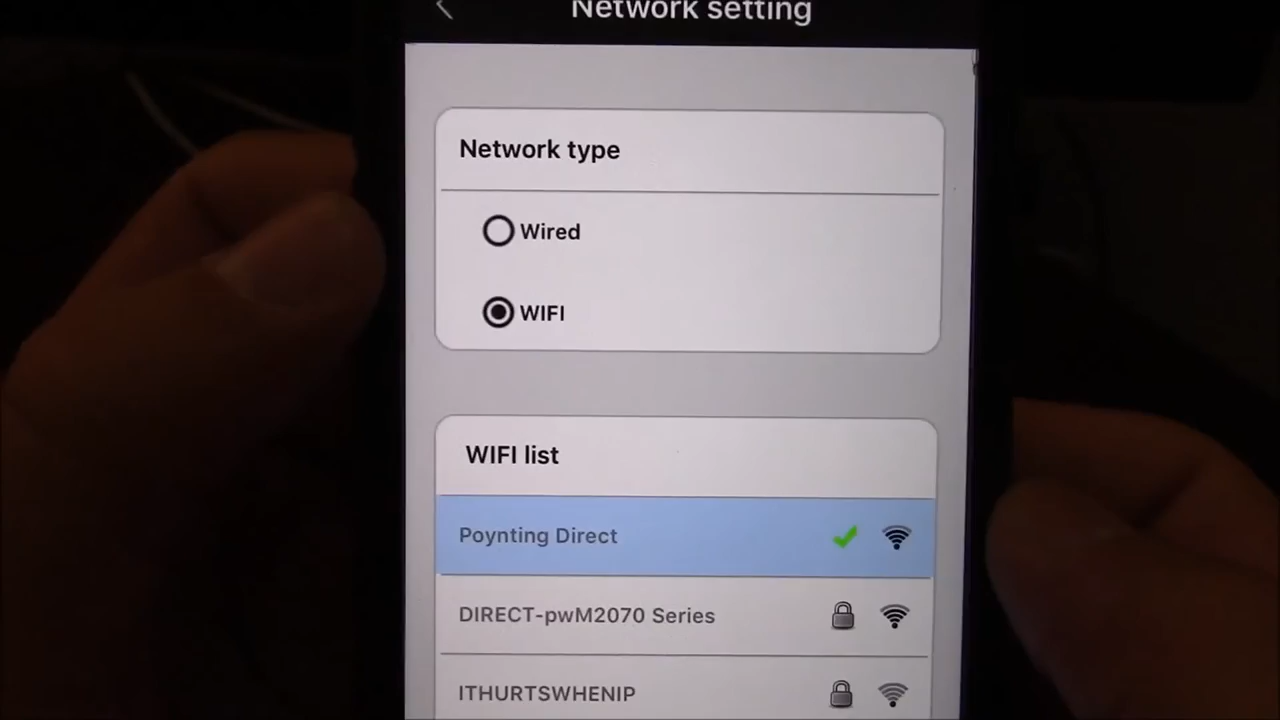 Network setting
Network type
Wired
WIFI
WIFI list
Poynting Direct
DIRECT-pwM2070 Series
ITHURTSWHENIP